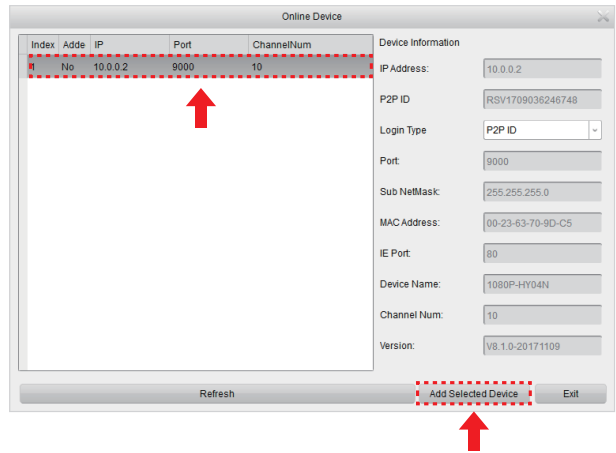 Online Device
Index Adde IP Port ChannelNum
1 No 10.0.0.2 9000 10
Device Information
IP Address: 10.0.0.2
P2P ID RSV1709036246748
Login Type P2P ID
Port: 9000
Sub NetMask: 255.255.255.0
MAC Address: 00-23-63-70-9D-C5
IE Port: 80
Device Name: 1080P-HY04N
Channel Num: 10
Version: V8.1.0-20171109
Refresh Add Selected Device Exit